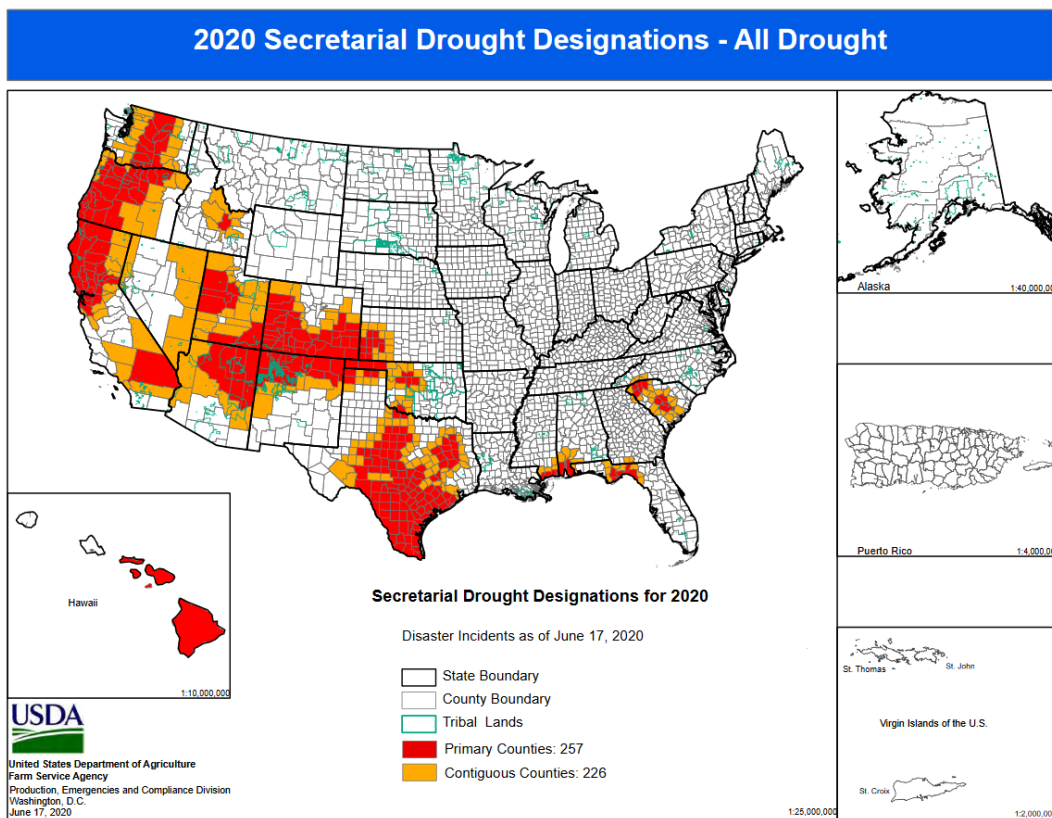 2020 Secretarial Drought Designations - All Drought
Alaska
1:40,000,00
Puerto Rico
1:4,000,00
Hawaii
1:10,000,000
Secretarial Drought Designations for 2020
Disaster Incidents as of June 17, 2020
State Boundary
County Boundary
Tribal Lands
Primary Counties: 257
Contiguous Counties: 226
St. Thomas
St. John
Virgin Islands of the U.S.
St. Croix
1:2,000,00
1:25,000,000
USDA
United States Department of Agriculture
Farm Service Agency
Production, Emergencies and Compliance Division
Washington, D.C.
June 17, 2020